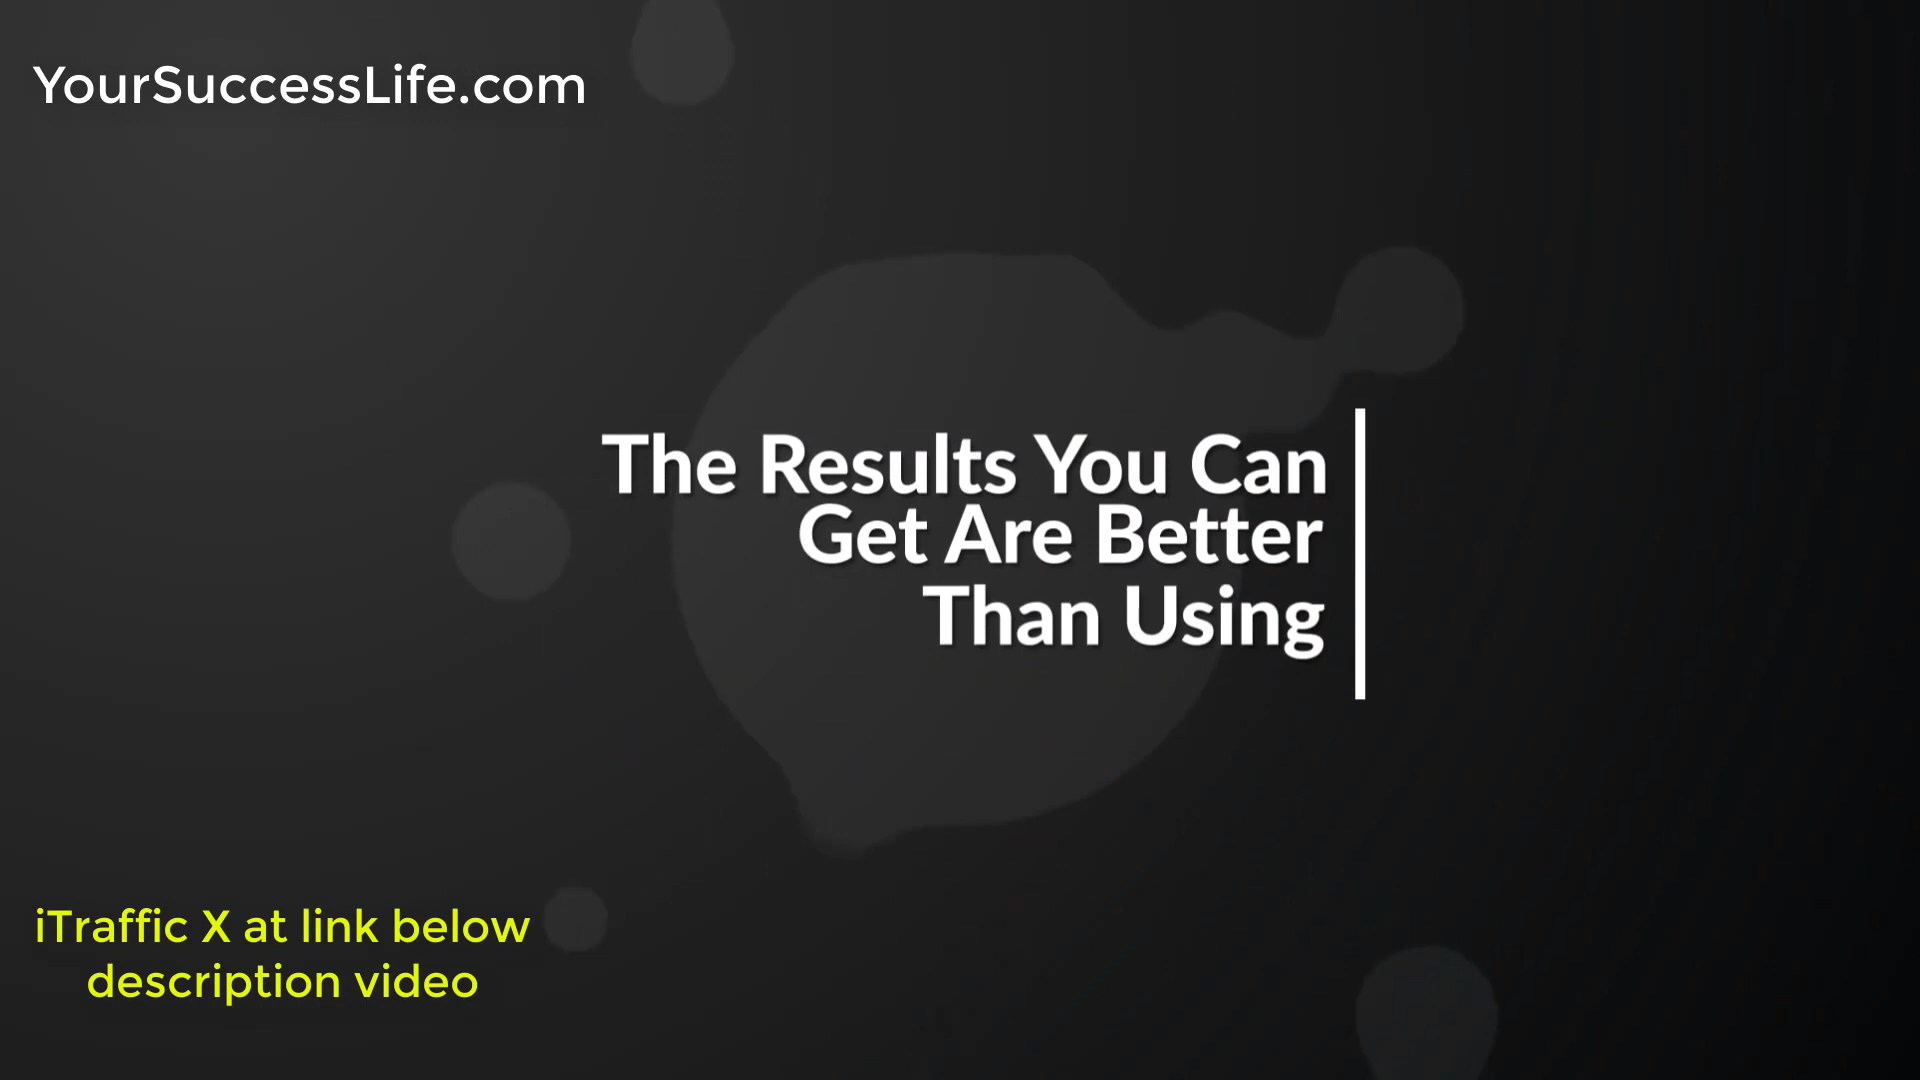 YourSuccessLife.com
The Results You Can
Get Are Better
Than Using
iTraffic X at link below
description video